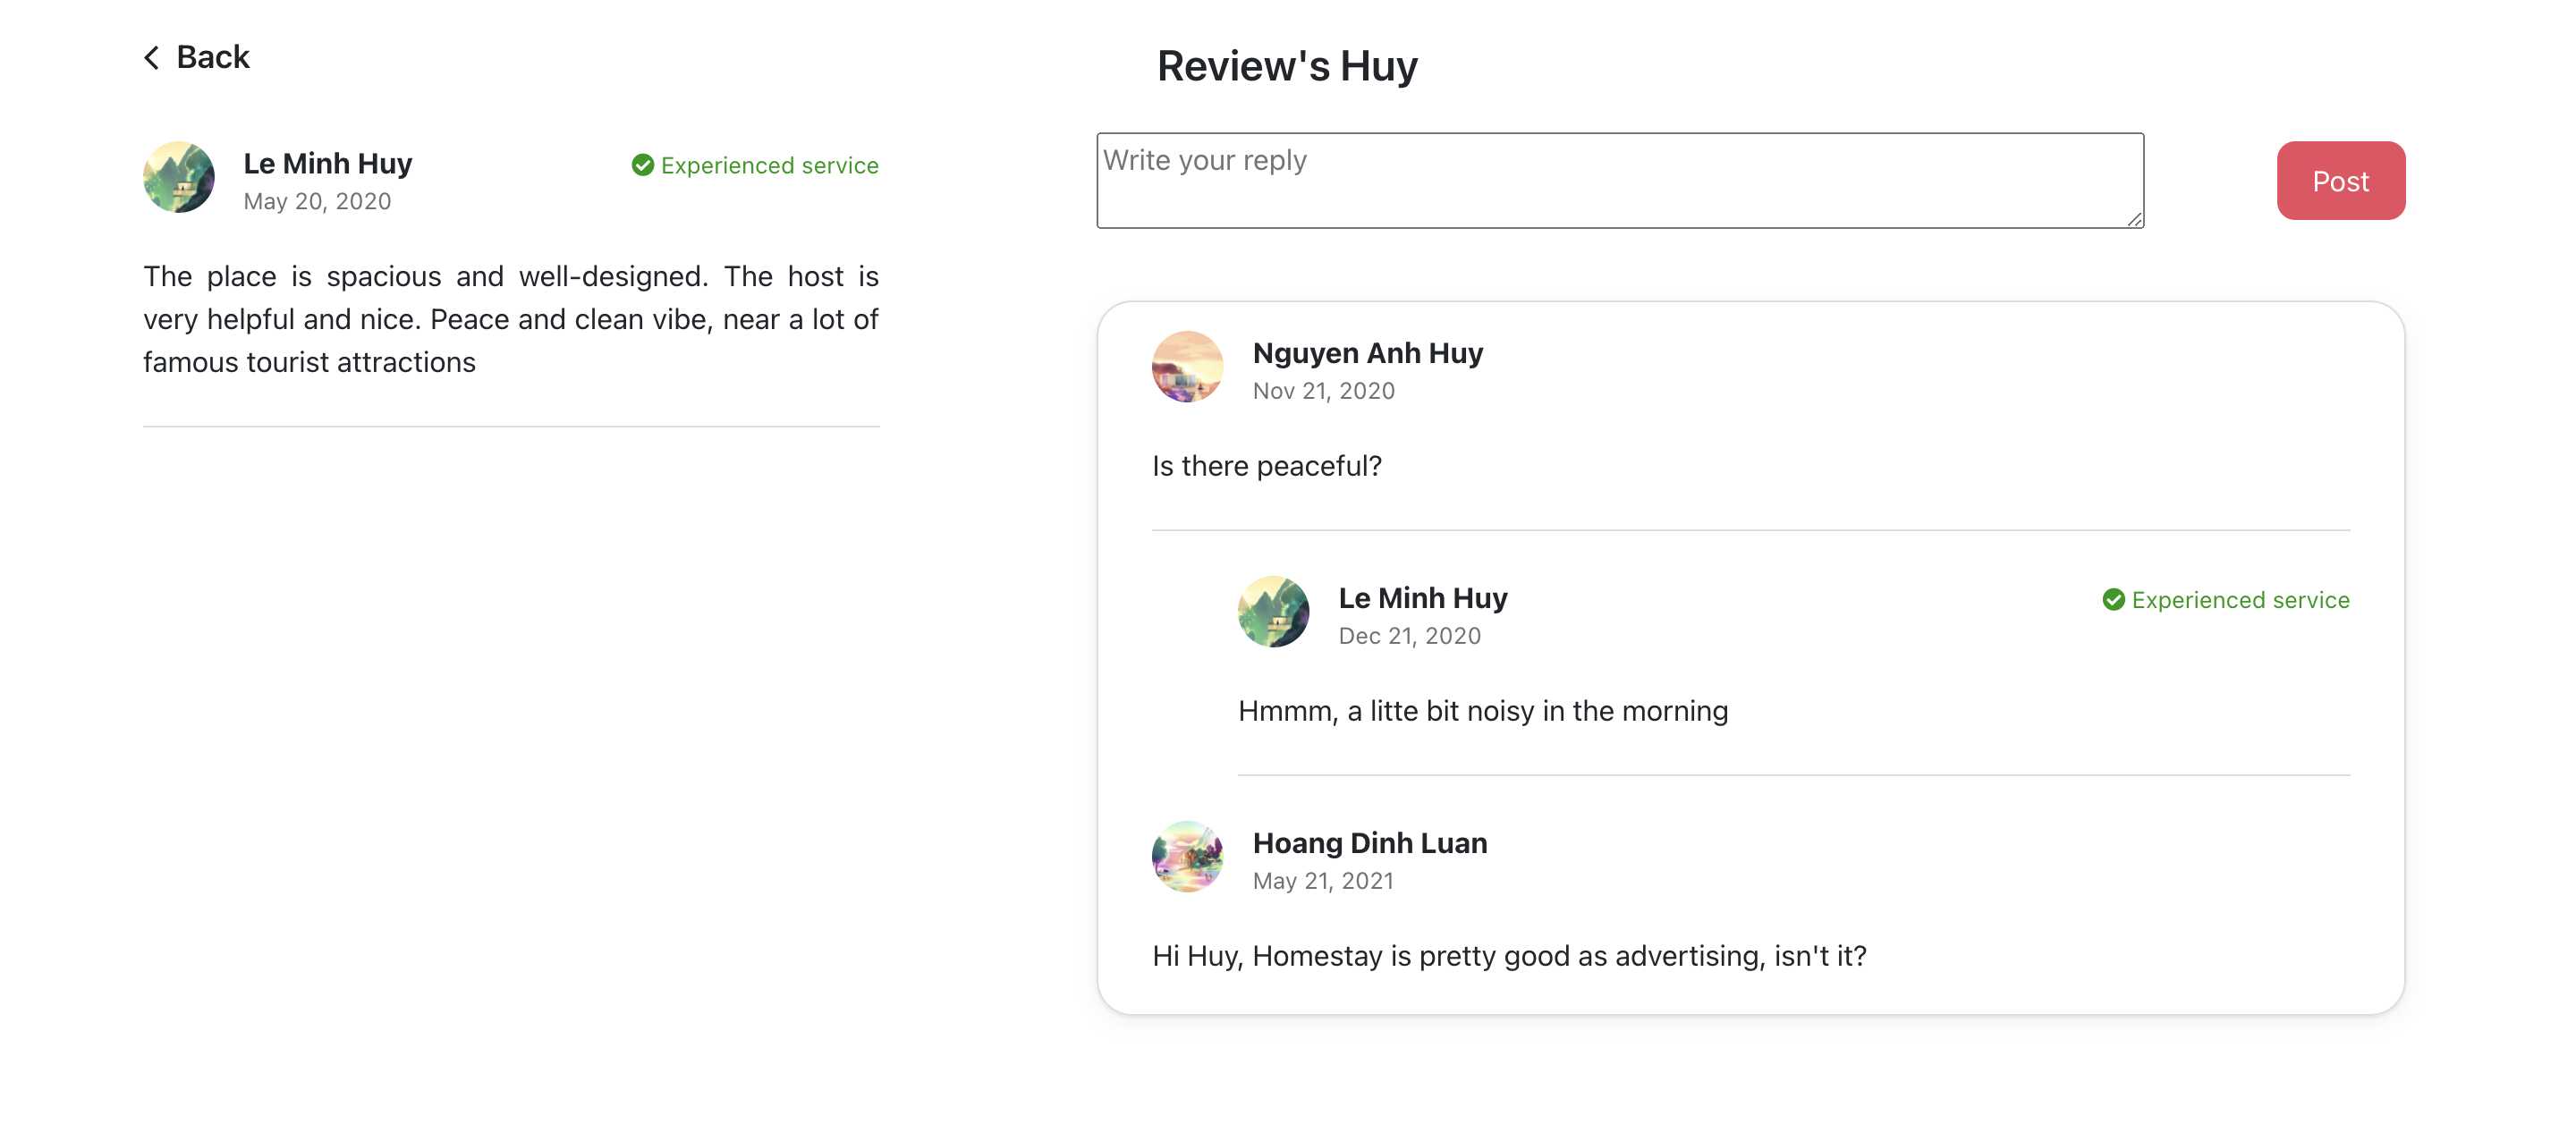 Back
Le Minh Huy
Experienced service
May 20, 2020
The place is spacious and well-designed. The host is
very helpful and nice. Peace and clean vibe, near a lot of
famous tourist attractions
Review's Huy
Write your reply
Post
Nguyen Anh Huy
Nov 21, 2020
Is there peaceful?
Le Minh Huy
Experienced service
Dec 21, 2020
Hmmm, a litte bit noisy in the morning
Hoang Dinh Luan
May 21, 2021
Hi Huy, Homestay is pretty good as advertising, isn't it?